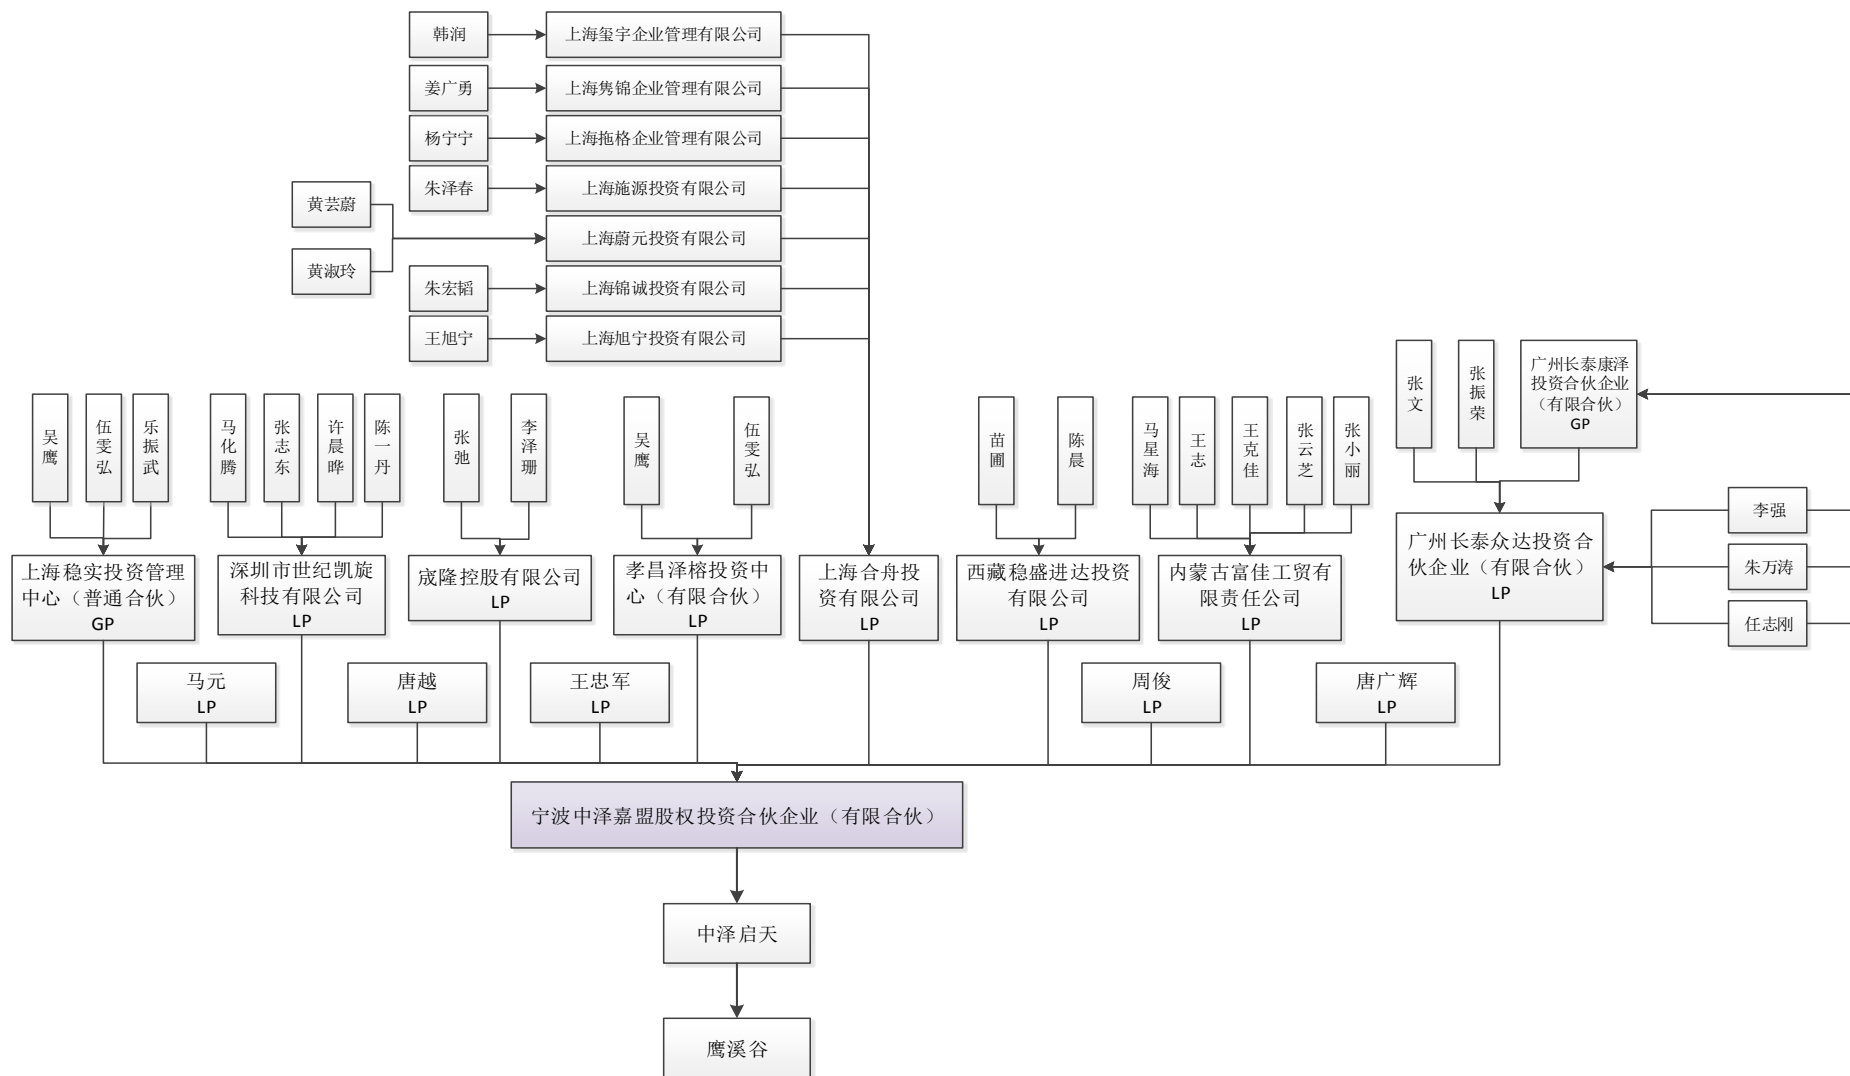 韩润
上海玺宇企业管理有限公司
姜广勇
上海隽锦企业管理有限公司
杨宁宁
上海拖格企业管理有限公司
朱泽春
上海施源投资有限公司
黄芸蔚
上海蔚元投资有限公司
黄淑玲
朱宏韬
上海锦诚投资有限公司
王旭宁
上海旭宁投资有限公司
张文
张振荣
广州长泰康泽
投资合伙企业
（有限合伙）
GP
吴鹰
伍雯弘
乐振武
马化腾
张志东
许晨晔
陈一丹
张弛
李泽珊
吴鹰
伍雯弘
苗圃
陈晨
马星海
王志
王克佳
张云芝
张小丽
李强
朱万涛
任志刚
上海稳实投资管理
中心（普通合伙）
GP
深圳市世纪凯旋
科技有限公司
LP
宬隆控股有限公司
LP
孝昌泽榕投资中
心（有限合伙）
LP
上海合舟投
资有限公司
LP
西藏稳盛进达投资
有限公司
LP
内蒙古富佳工贸有
限责任公司
LP
广州长泰众达投资合
伙企业（有限合伙）
LP
马元
LP
唐越
LP
王忠军
LP
周俊
LP
唐广辉
LP
宁波中泽嘉盟股权投资合伙企业（有限合伙）
中泽启天
鹰溪谷